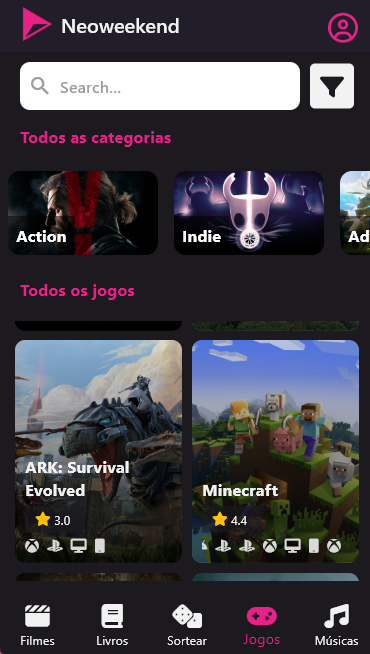 Neoweekend
Search...
Todos as categorias
Action
Indie
Ad
Todos os jogos
ARK: Survival
Evolved
3.0
Minecraft
4.4
Filmes
Livros
Sortear
Jogos
Músicas